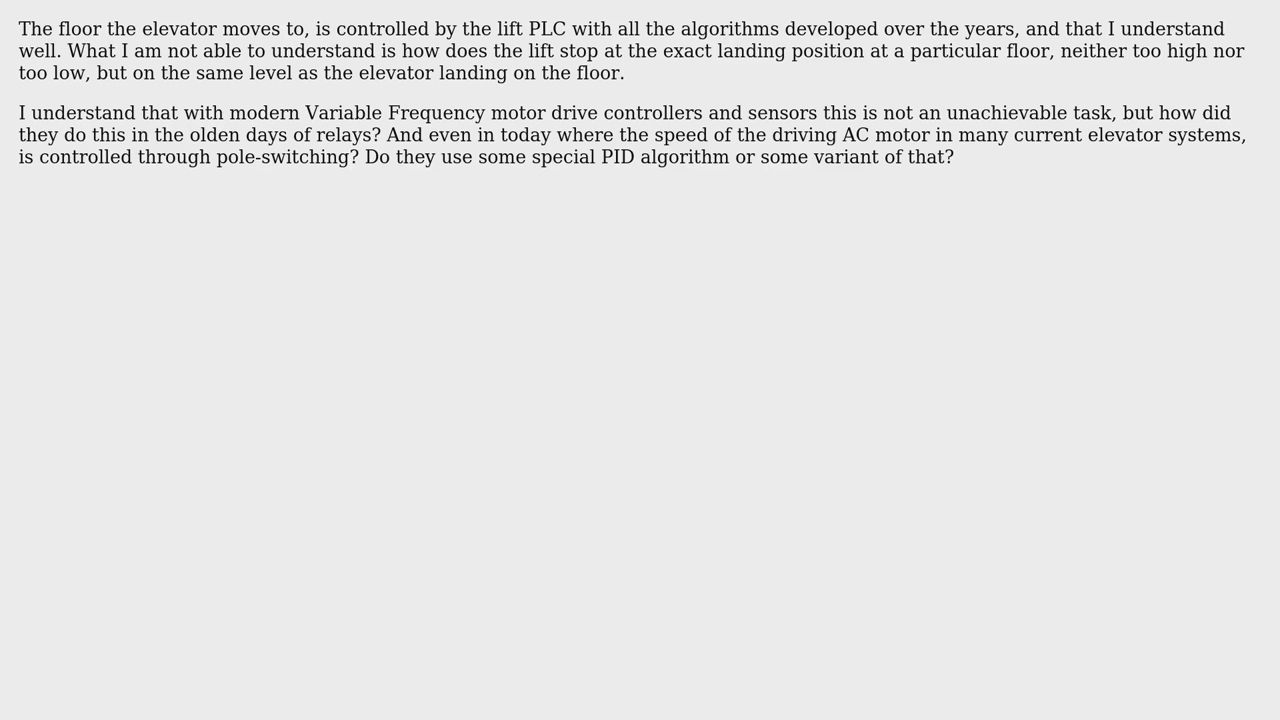 The floor the elevator moves to, is controlled by the lift PLC with all the algorithms developed over the years, and that I understand
well. What I am not able to understand is how does the lift stop at the exact landing position at a particular floor, neither too high nor
too low, but on the same level as the elevator landing on the floor.
I understand that with modern Variable Frequency motor drive controllers and sensors this is not an unachievable task, but how did
they do this in the olden days of relays? And even in today where the speed of the driving AC motor in many current elevator systems,
is controlled through pole-switching? Do they use some special PID algorithm or some variant of that?